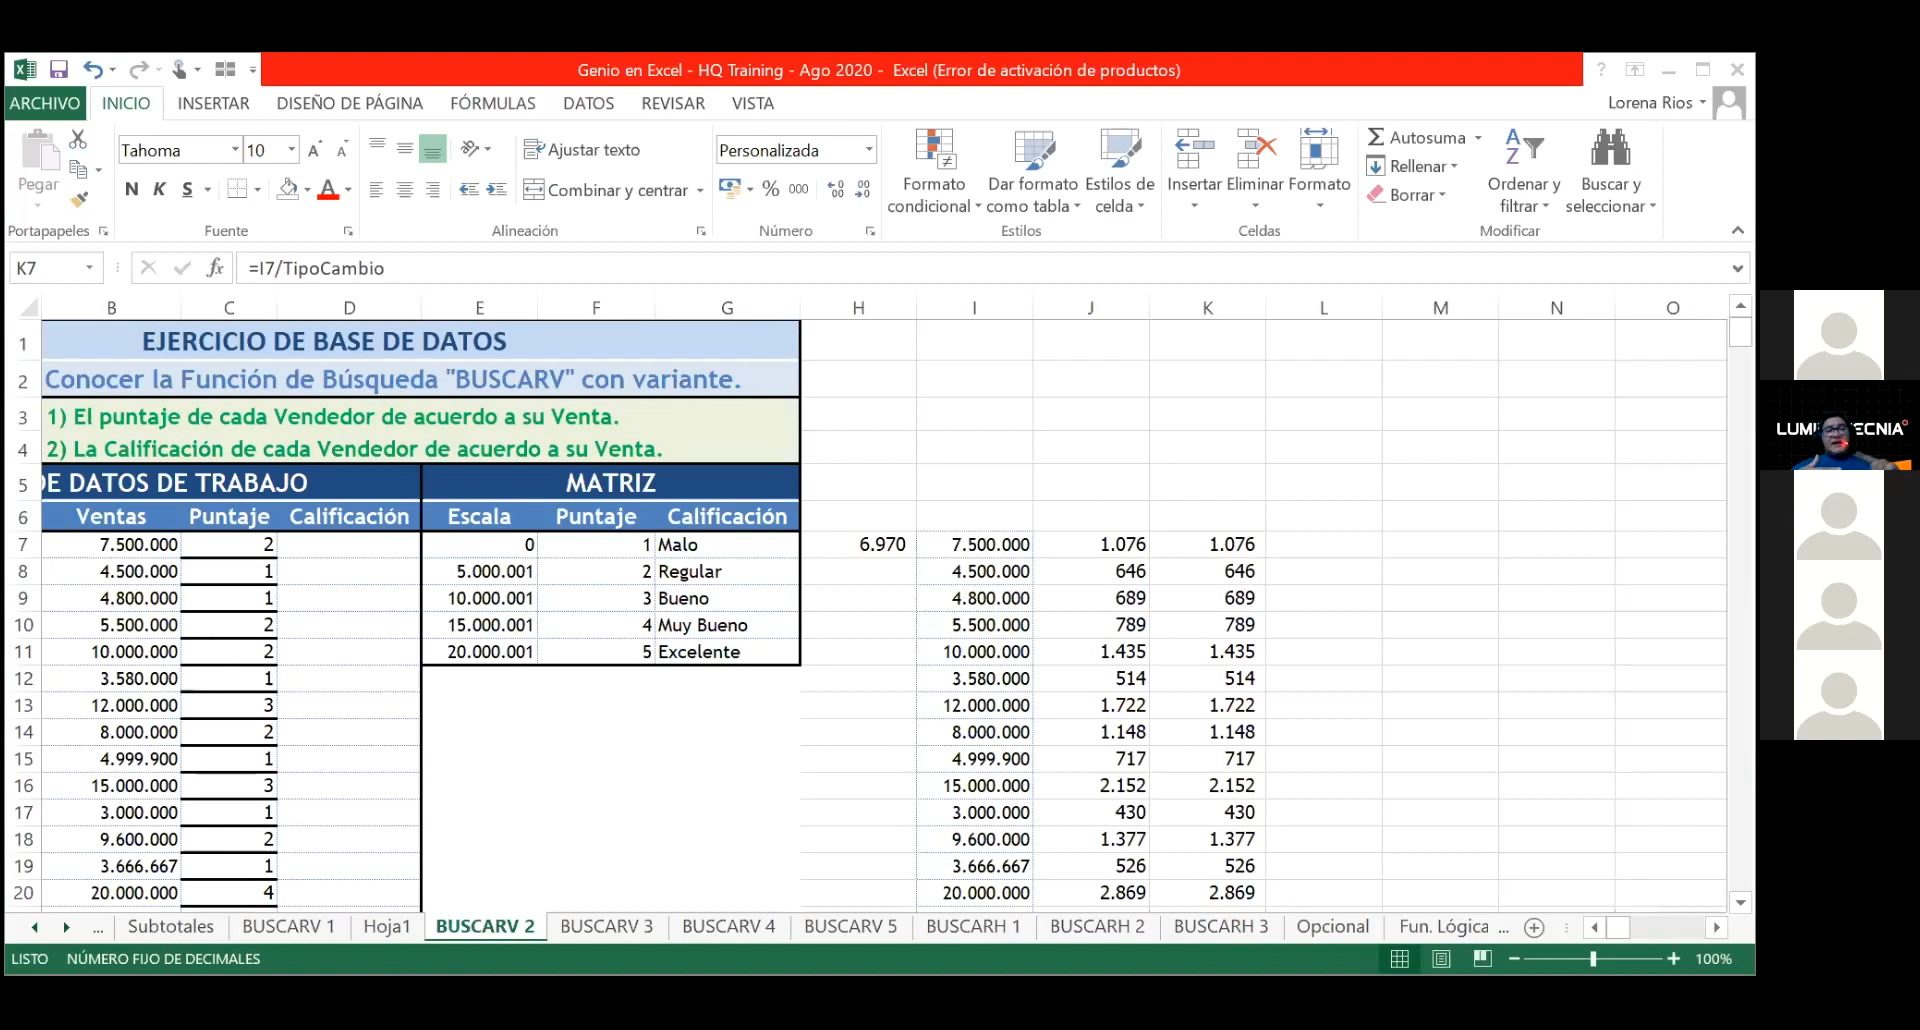 Genio en Excel - HQ Training - Ago 2020 - Excel (Error de activación de productos)
?
ARCHIVO INICIO INSERTAR DISEÑO DE PÁGINA FÓRMULAS DATOS REVISAR VISTA Lorena Rios
Pegar
Tahoma 10
N K S
Ajustar texto
Combinar y centrar
Personalizada
% 000
Formato condicional
Dar formato como tabla
Estilos de celda
Insertar Eliminar Formato
Autosuma
Rellenar
Borrar
Ordenar y filtrar
Buscar y seleccionar
Portapapeles Fuente Alineación Número Estilos Celdas Modificar
K7 fx =I7/TipoCambio
B C D E F G H I J K L M N O
1 EJERCICIO DE BASE DE DATOS
2 Conocer la Función de Búsqueda "BUSCARV" con variante.
3 1) El puntaje de cada Vendedor de acuerdo a su Venta.
4 2) La Calificación de cada Vendedor de acuerdo a su Venta.
5 DE DATOS DE TRABAJO MATRIZ
6 Ventas Puntaje Calificación Escala Puntaje Calificación
7 7.500.000 2 0 1 Malo 6.970 7.500.000 1.076 1.076
8 4.500.000 1 5.000.001 2 Regular 4.500.000 646 646
9 4.800.000 1 10.000.001 3 Bueno 4.800.000 689 689
10 5.500.000 2 15.000.001 4 Muy Bueno 5.500.000 789 789
11 10.000.000 2 20.000.001 5 Excelente 10.000.000 1.435 1.435
12 3.580.000 1 3.580.000 514 514
13 12.000.000 3 12.000.000 1.722 1.722
14 8.000.000 2 8.000.000 1.148 1.148
15 4.999.900 1 4.999.900 717 717
16 15.000.000 3 15.000.000 2.152 2.152
17 3.000.000 1 3.000.000 430 430
18 9.600.000 2 9.600.000 1.377 1.377
19 3.666.667 1 3.666.667 526 526
20 20.000.000 4 20.000.000 2.869 2.869
... Subtotales BUSCARV 1 Hoja1 BUSCARV 2 BUSCARV 3 BUSCARV 4 BUSCARV 5 BUSCARH 1 BUSCARH 2 BUSCARH 3 Opcional Fun. Lógica ...
LISTO NÚMERO FIJO DE DECIMALES 100%